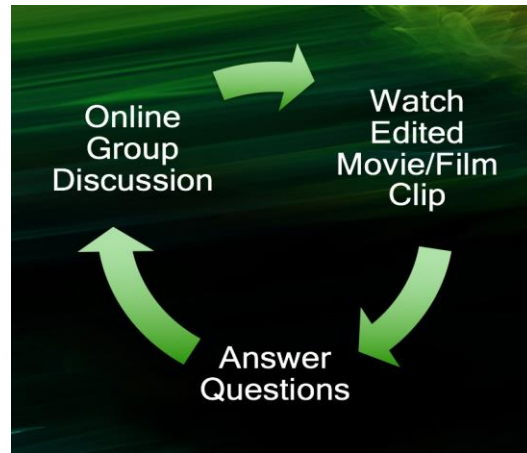 Online
Group
Discussion
Watch
Edited
Movie/Film
Clip
Answer
Questions